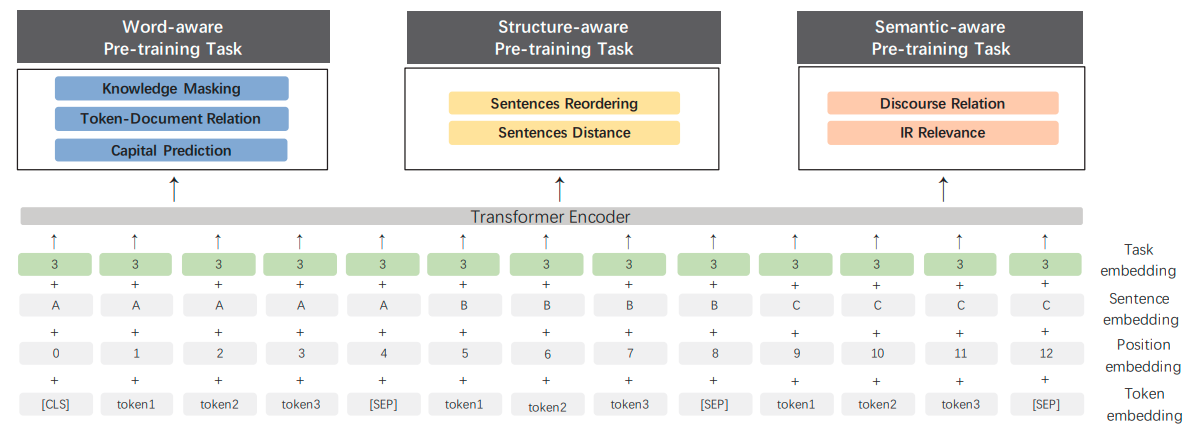 Word-aware
Pre-training Task
Structure-aware
Pre-training Task
Semantic-aware
Pre-training Task
Knowledge Masking
Token-Document Relation
Capital Prediction
Sentences Reordering
Sentences Distance
Discourse Relation
IR Relevance
Transformer Encoder
3 3 3 3 3 3 3 3 3 3 3 3 3
Task
embedding
+ + + + + + + + + + + + +
A A A A A B B B B C C C C
Sentence
embedding
+ + + + + + + + + + + + +
0 1 2 3 4 5 6 7 8 9 10 11 12
Position
embedding
+ + + + + + + + + + + + +
[CLS] token1 token2 token3 [SEP] token1 token2 token3 [SEP] token1 token2 token3 [SEP]
Token
embedding